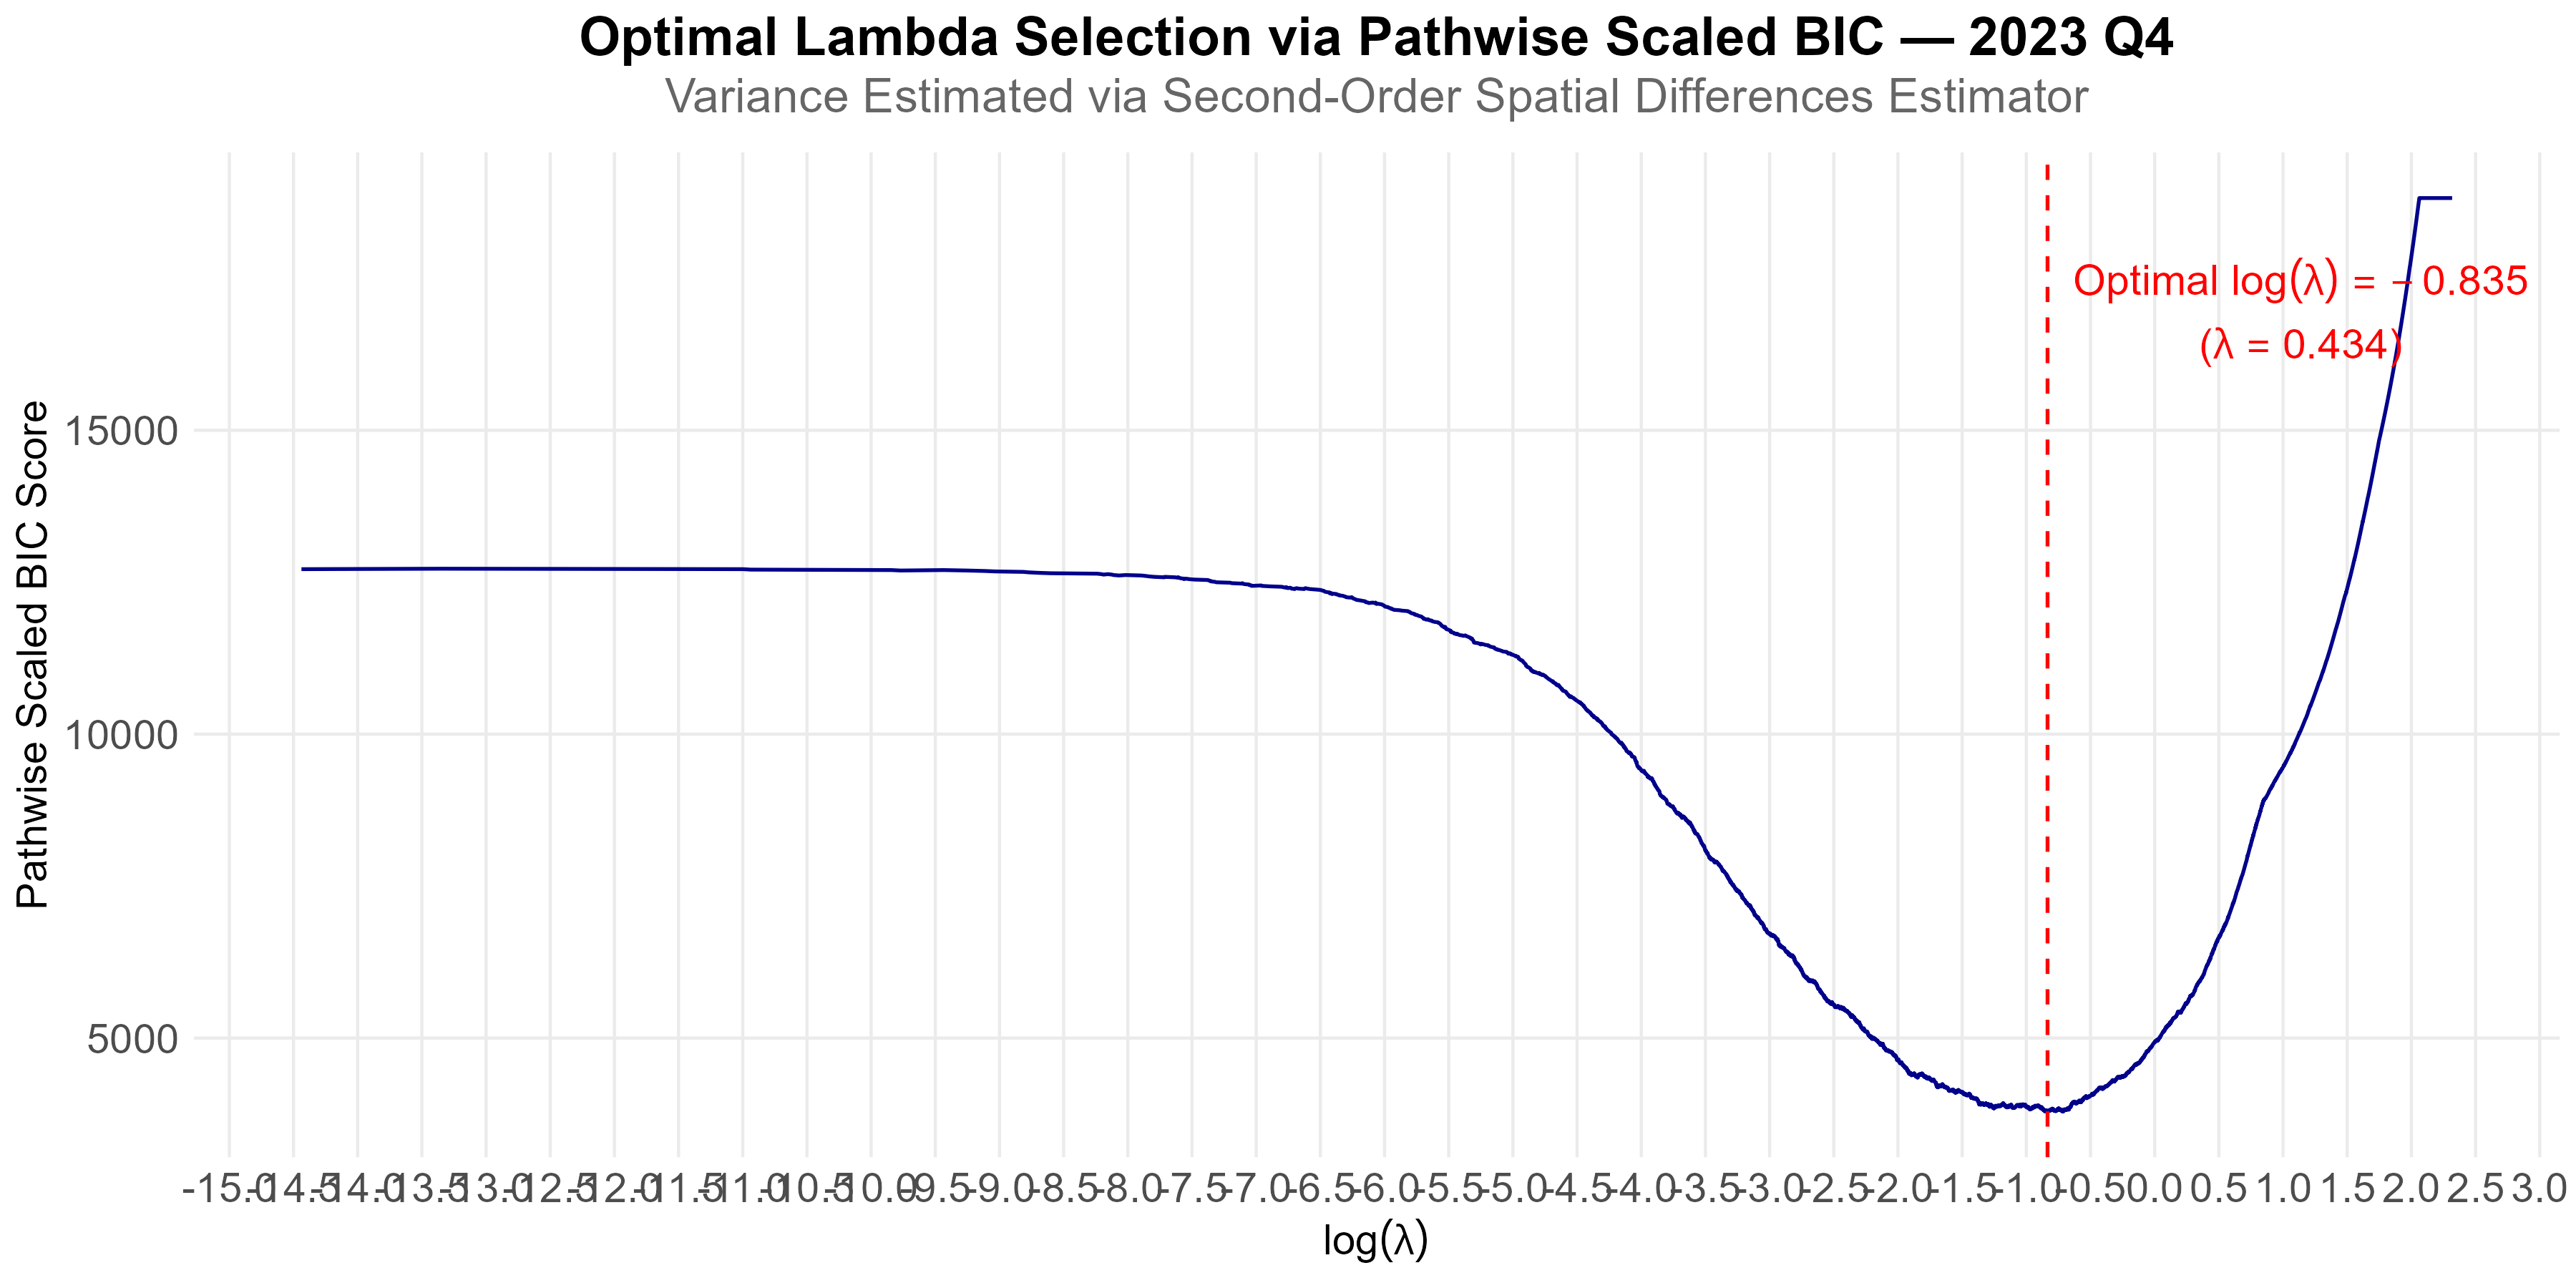 Optimal Lambda Selection via Pathwise Scaled BIC — 2023 Q4
Variance Estimated via Second-Order Spatial Differences Estimator
Optimal log(λ) = −0.835
(λ = 0.434)
15000
10000
5000
Pathwise Scaled BIC Score
-15.0 -14.5 -14.0 -13.5 -13.0 -12.5 -12.0 -11.5 -11.0 -10.5 -10.0 -9.5 -9.0 -8.5 -8.0 -7.5 -7.0 -6.5 -6.0 -5.5 -5.0 -4.5 -4.0 -3.5 -3.0 -2.5 -2.0 -1.5 -1.0 -0.5 0.0 0.5 1.0 1.5 2.0 2.5 3.0
log(λ)